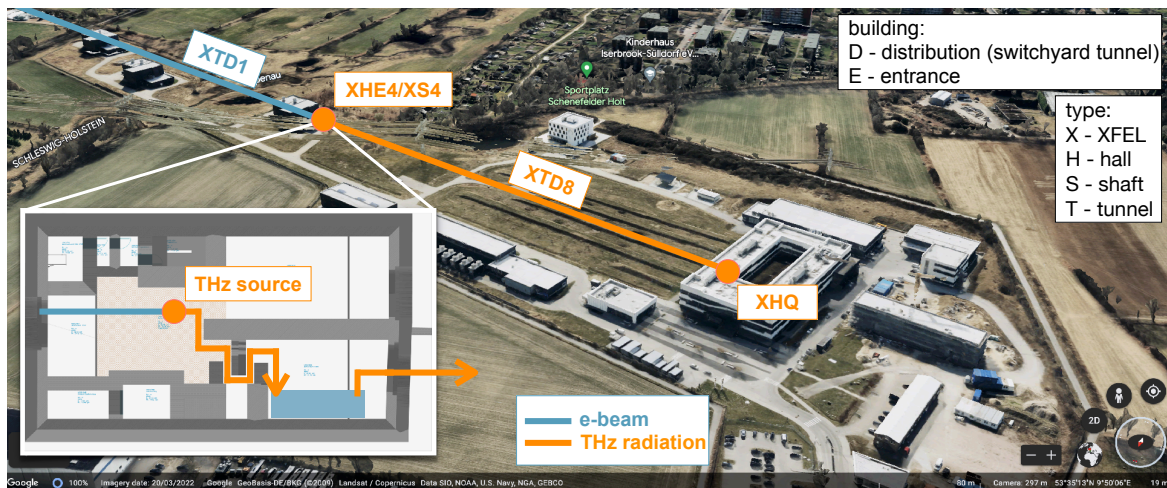 XTD1
XHE4/XS4
Kinderhaus
Iserbrook-Sülldorf eV...
Sportplatz
Schenefelder Holt
SCHLESWIG-HOLSTEIN
building:
D - distribution (switchyard tunnel)
E - entrance
type:
X - XFEL
H - hall
S - shaft
T - tunnel
XTD8
XHQ
THz source
e-beam
THz radiation
2D
Google 100% Imagery date: 20/03/2022 Google GeoBasis-DE/BKG (©2009) Landsat / Copernicus Data SIO, NOAA, U.S. Navy, NGA, GEBCO
80 m Camera: 297 m 53°35'13"N 9°50'06"E 19 m